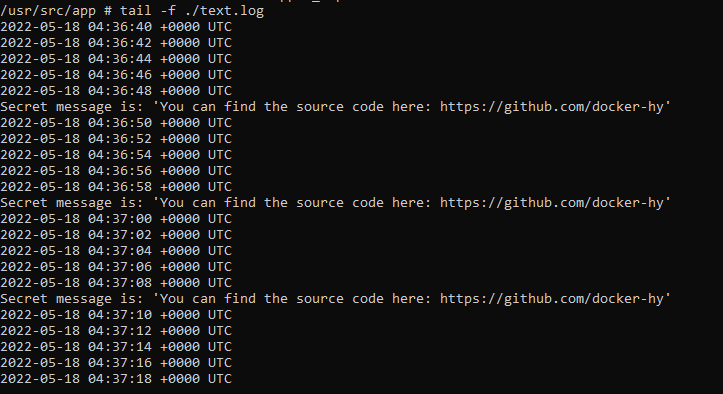 /usr/src/app # tail -f ./text.log
2022-05-18 04:36:40 +0000 UTC
2022-05-18 04:36:42 +0000 UTC
2022-05-18 04:36:44 +0000 UTC
2022-05-18 04:36:46 +0000 UTC
2022-05-18 04:36:48 +0000 UTC
Secret message is: 'You can find the source code here: https://github.com/docker-hy'
2022-05-18 04:36:50 +0000 UTC
2022-05-18 04:36:52 +0000 UTC
2022-05-18 04:36:54 +0000 UTC
2022-05-18 04:36:56 +0000 UTC
2022-05-18 04:36:58 +0000 UTC
Secret message is: 'You can find the source code here: https://github.com/docker-hy'
2022-05-18 04:37:00 +0000 UTC
2022-05-18 04:37:02 +0000 UTC
2022-05-18 04:37:04 +0000 UTC
2022-05-18 04:37:06 +0000 UTC
2022-05-18 04:37:08 +0000 UTC
Secret message is: 'You can find the source code here: https://github.com/docker-hy'
2022-05-18 04:37:10 +0000 UTC
2022-05-18 04:37:12 +0000 UTC
2022-05-18 04:37:14 +0000 UTC
2022-05-18 04:37:16 +0000 UTC
2022-05-18 04:37:18 +0000 UTC